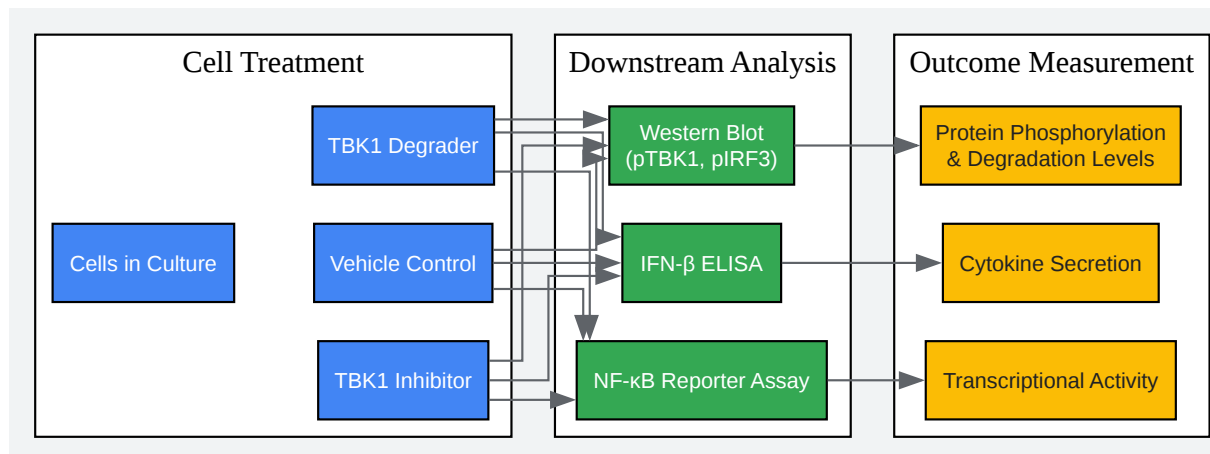 Cell Treatment
TBK1 Degrader
Cells in Culture
Vehicle Control
TBK1 Inhibitor
Downstream Analysis
Western Blot
(pTBK1, pIRF3)
IFN-β ELISA
NF-κB Reporter Assay
Outcome Measurement
Protein Phosphorylation
& Degradation Levels
Cytokine Secretion
Transcriptional Activity